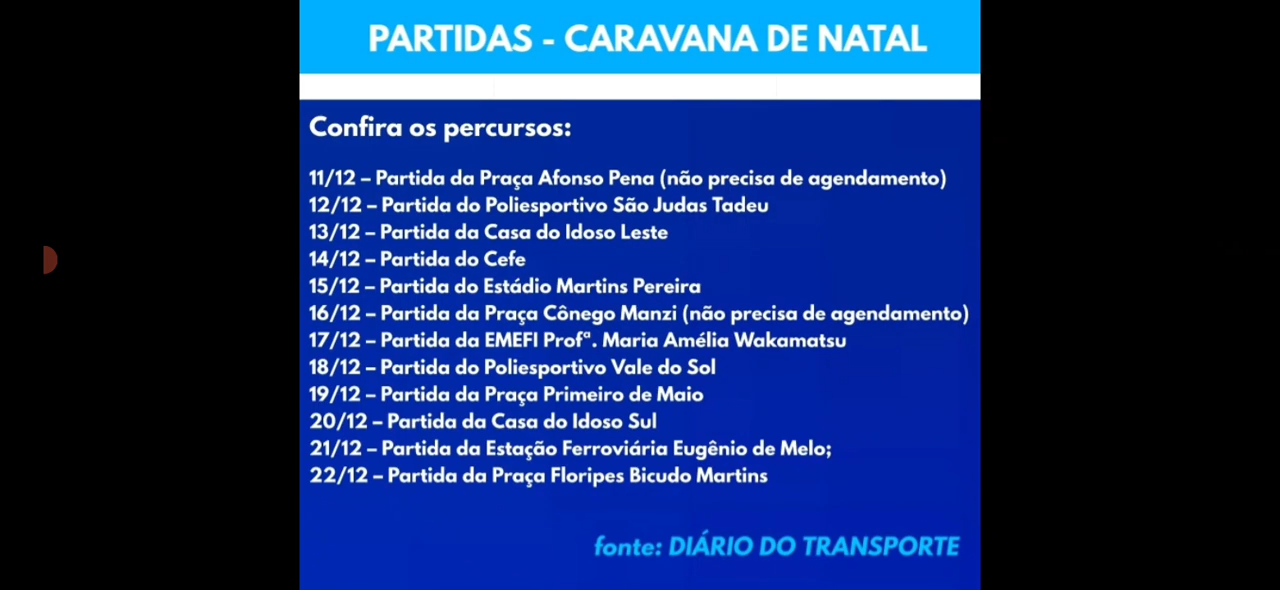 PARTIDAS - CARAVANA DE NATAL
Confira os percursos:
11/12 – Partida da Praça Afonso Pena (não precisa de agendamento)
12/12 – Partida do Poliesportivo São Judas Tadeu
13/12 – Partida da Casa do Idoso Leste
14/12 – Partida do Cefe
15/12 – Partida do Estádio Martins Pereira
16/12 – Partida da Praça Cônego Manzi (não precisa de agendamento)
17/12 – Partida da EMEFI Profª. Maria Amélia Wakamatsu
18/12 – Partida do Poliesportivo Vale do Sol
19/12 – Partida da Praça Primeiro de Maio
20/12 – Partida da Casa do Idoso Sul
21/12 – Partida da Estação Ferroviária Eugênio de Melo;
22/12 – Partida da Praça Floripes Bicudo Martins
fonte: DIÁRIO DO TRANSPORTE